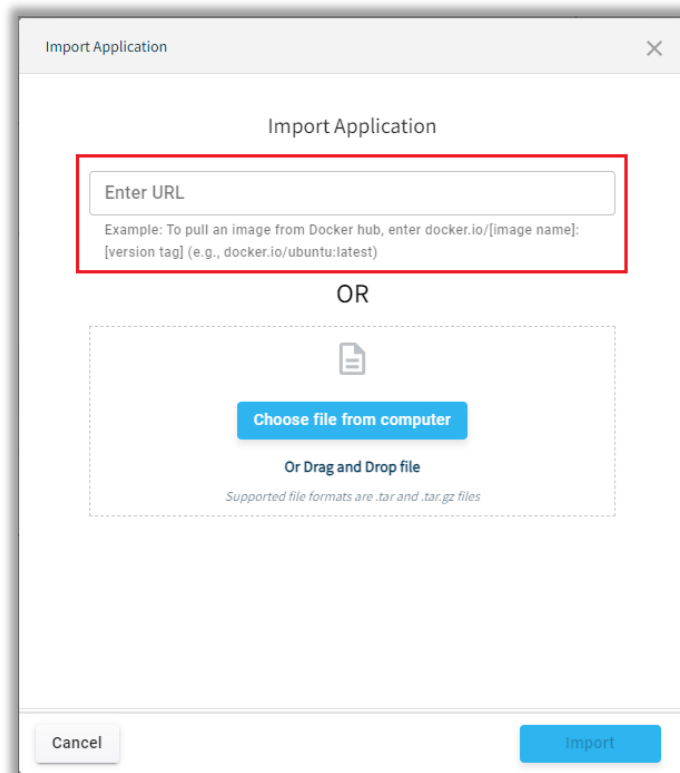 Import Application
Import Application
Enter URL
Example: To pull an image from Docker hub, enter docker.io/[image name]:
[version tag] (e.g., docker.io/ubuntu:latest)
OR
Choose file from computer
Or Drag and Drop file
Supported file formats are .tar and .tar.gz files
Cancel
Import